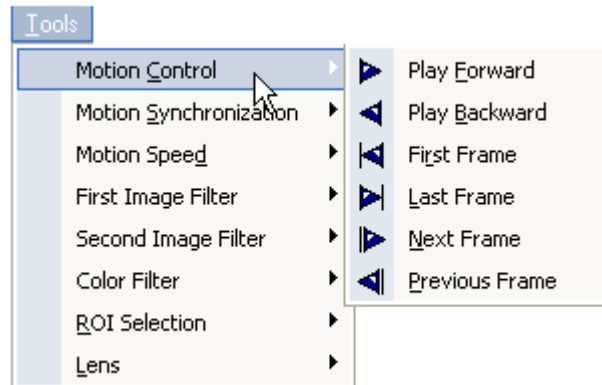 Tools
Motion Control
Motion Synchronization
Motion Speed
First Image Filter
Second Image Filter
Color Filter
ROI Selection
Lens
Play Forward
Play Backward
First Frame
Last Frame
Next Frame
Previous Frame